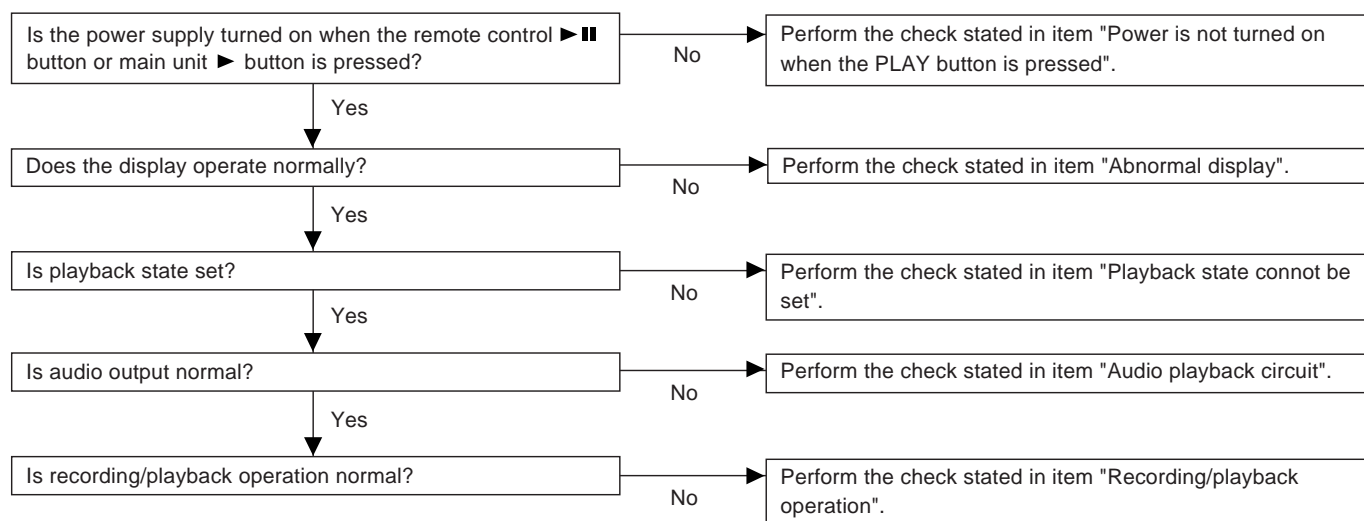 Is the power supply turned on when the remote control ►▮▮
button or main unit ► button is pressed?
No
Perform the check stated in item "Power is not turned on
when the PLAY button is pressed".
Yes
Does the display operate normally?
No
Perform the check stated in item "Abnormal display".
Yes
Is playback state set?
No
Perform the check stated in item "Playback state connot be
set".
Yes
Is audio output normal?
No
Perform the check stated in item "Audio playback circuit".
Yes
Is recording/playback operation normal?
No
Perform the check stated in item "Recording/playback
operation".